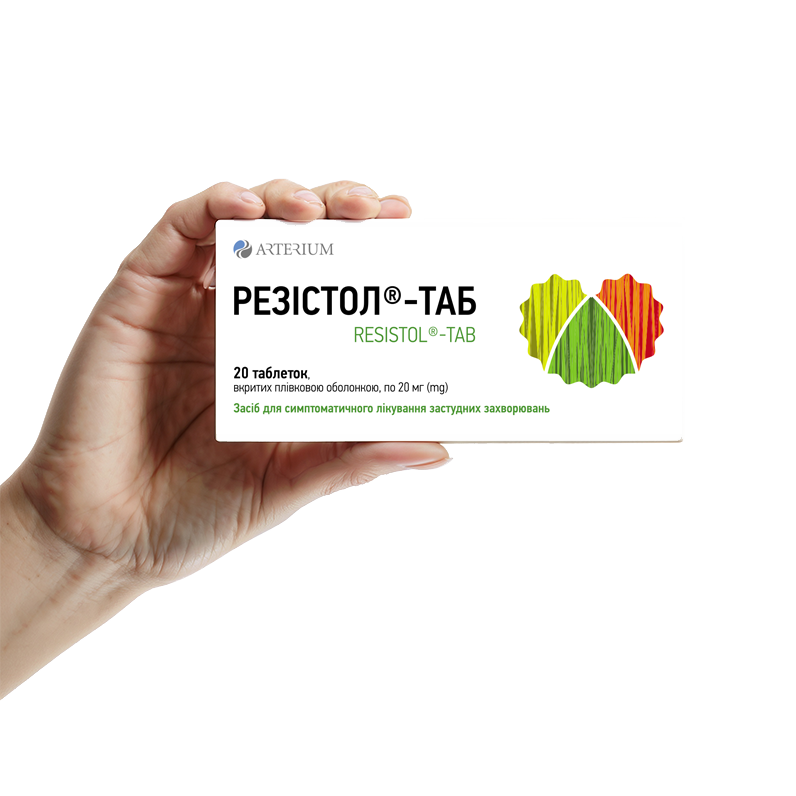 ARTERIUM
РЕЗІСТОЛ®-ТАБ
RESISTOL®-TAB
20 таблеток,
вкритих плівковою оболонкою, по 20 мг (mg)
Засіб для симптоматичного лікування застудних захворювань